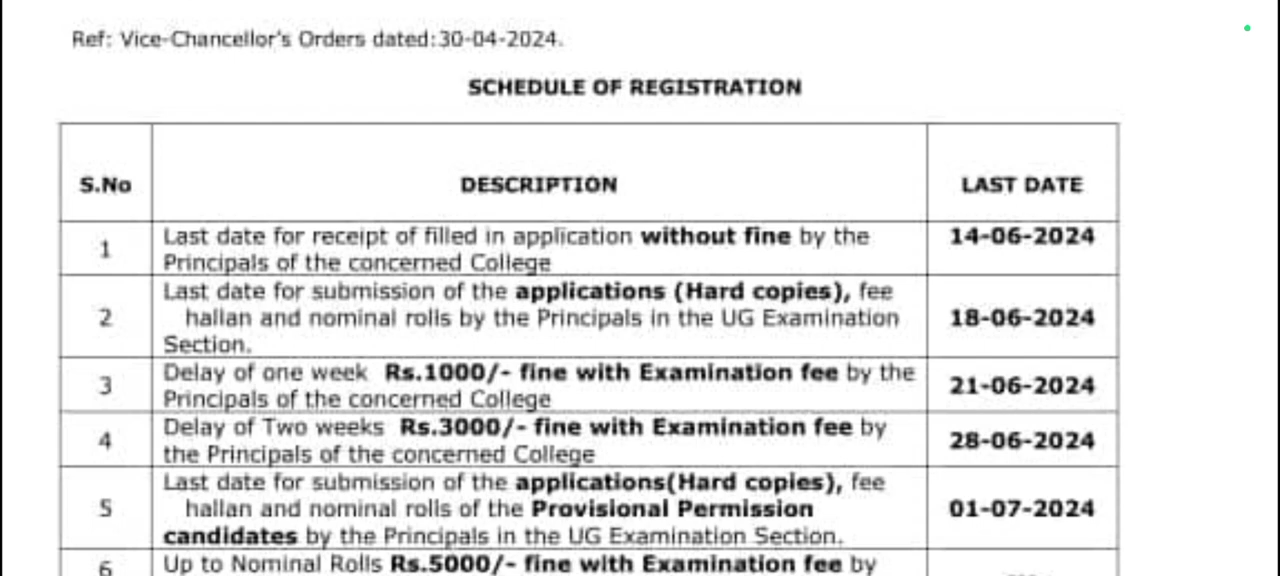 Ref: Vice-Chancellor's Orders dated:30-04-2024.
SCHEDULE OF REGISTRATION
S.No DESCRIPTION LAST DATE
1 Last date for receipt of filled in application without fine by the 14-06-2024
Principals of the concerned College
Last date for submission of the applications (Hard copies), fee
2 hallan and nominal rolls by the Principals in the UG Examination 18-06-2024
Section.
3 Delay of one week Rs.1000/- fine with Examination fee by the 21-06-2024
Principals of the concerned College
4 Delay of Two weeks Rs.3000/- fine with Examination fee by 28-06-2024
the Principals of the concerned College
Last date for submission of the applications(Hard copies), fee
5 hallan and nominal rolls of the Provisional Permission 01-07-2024
candidates by the Principals in the UG Examination Section.
6 Up to Nominal Rolls Rs.5000/- fine with Examination fee by